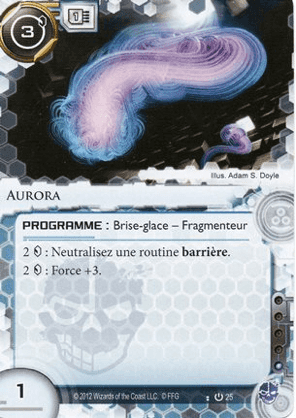 3
1
Illus. Adam S. Doyle
AURORA
PROGRAMME : Brise-glace – Fragmenteur
2 : Neutralisez une routine barrière.
2 : Force +3.
1
© 2012 Wizards of the Coast LLC. © FFG
25